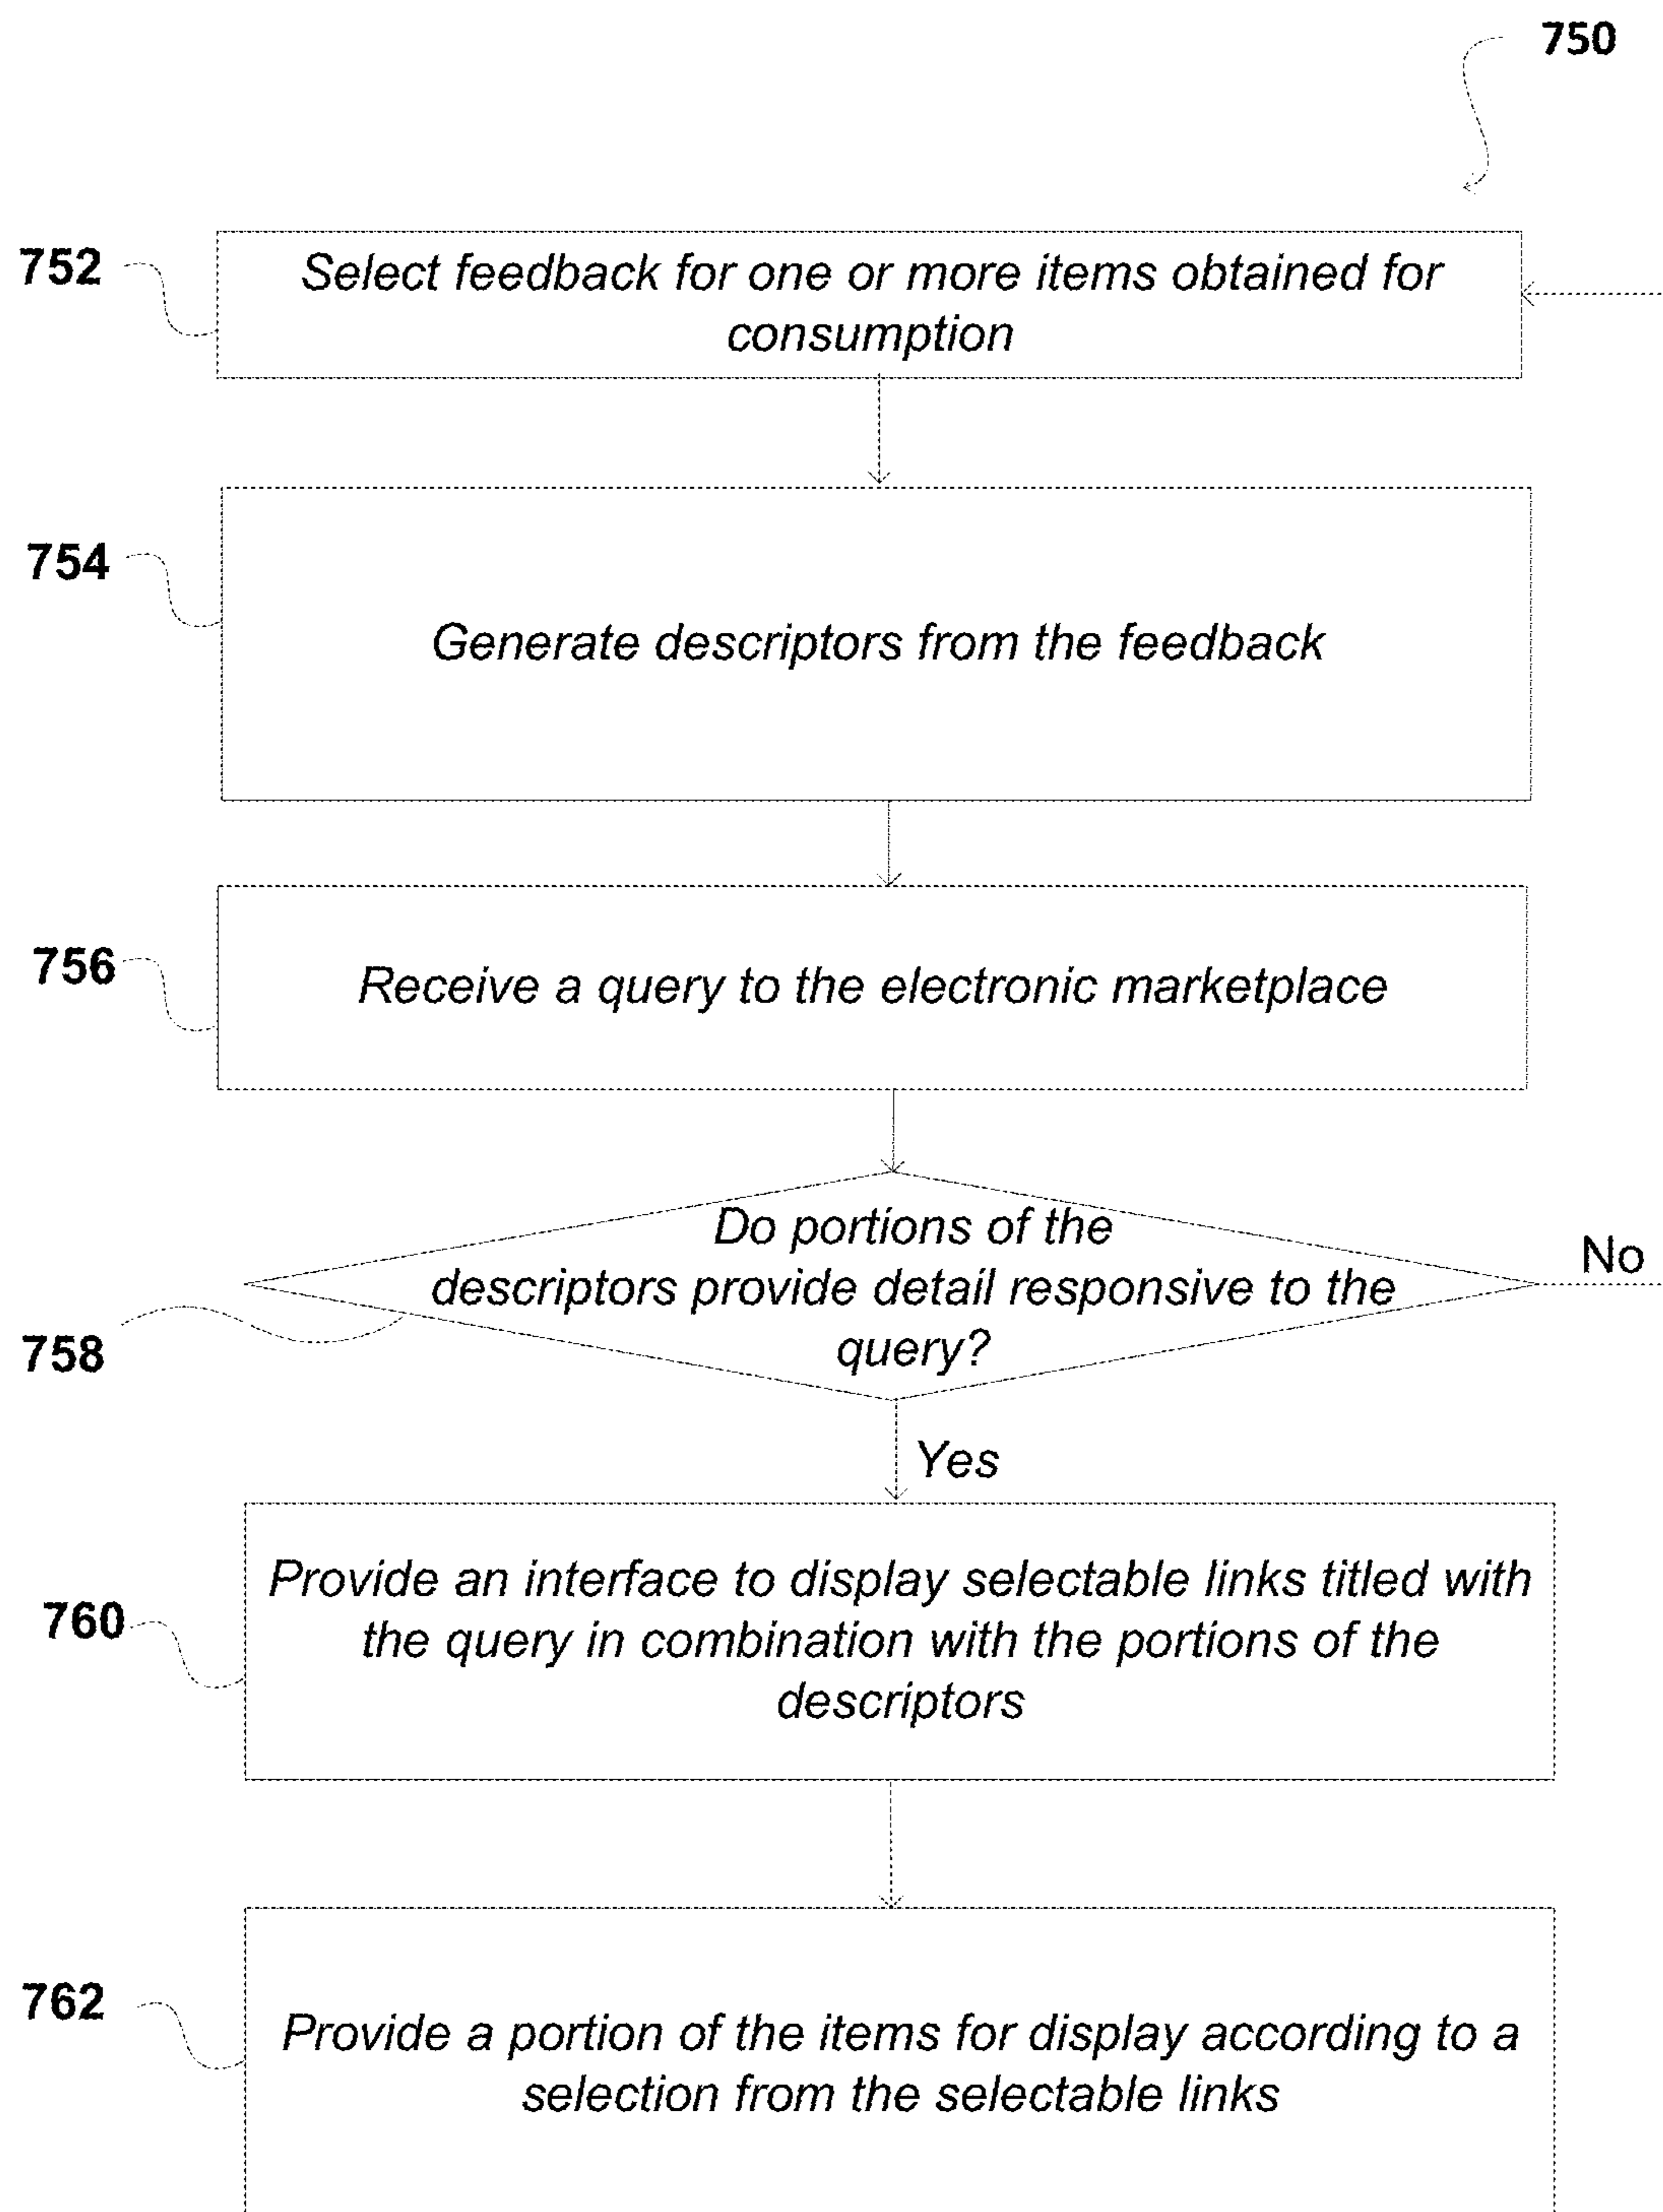 750
752
Select feedback for one or more items obtained for
consumption
754
Generate descriptors from the feedback
756
Receive a query to the electronic marketplace
Do portions of the
descriptors provide detail responsive to the
query?
No
758
Yes
760
Provide an interface to display selectable links titled with
the query in combination with the portions of the
descriptors
762
Provide a portion of the items for display according to a
selection from the selectable links